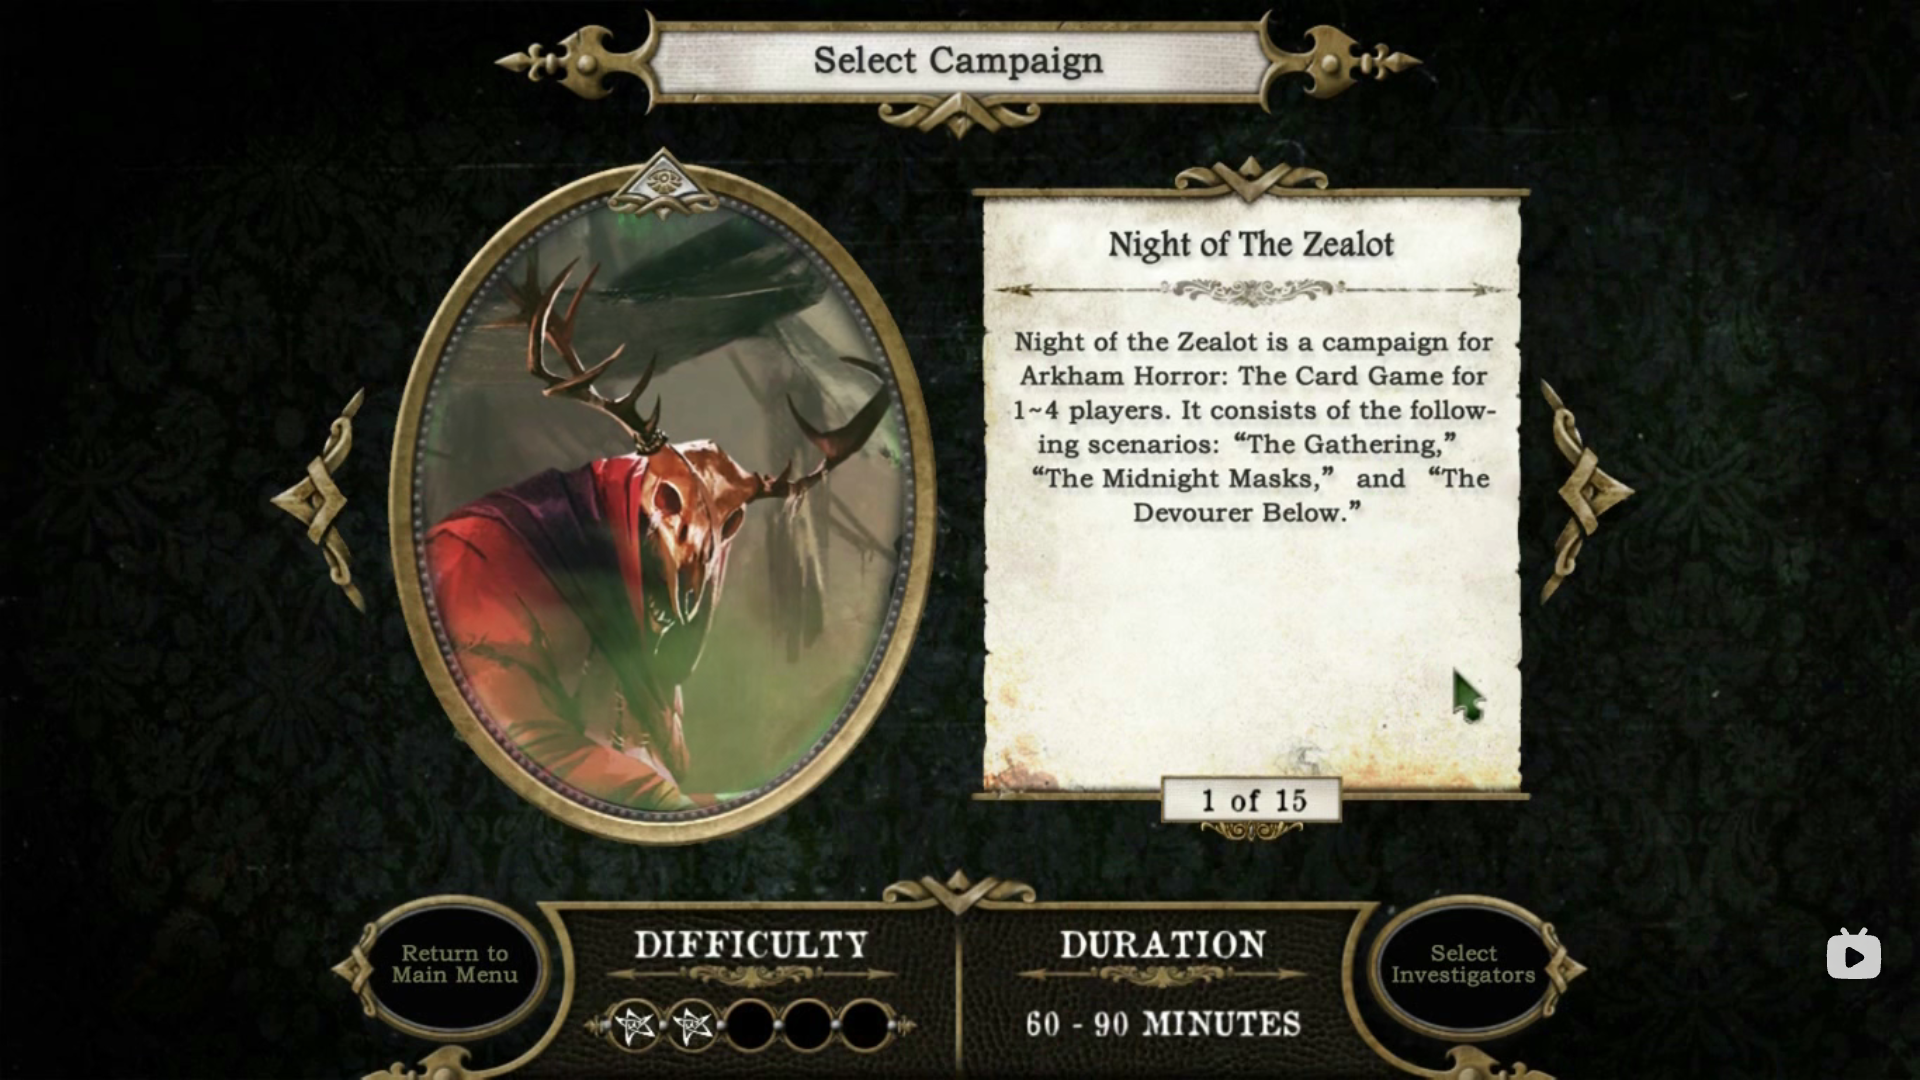 Select Campaign
Night of The Zealot
Night of the Zealot is a campaign for
Arkham Horror: The Card Game for
1~4 players. It consists of the follow-
ing scenarios: “The Gathering,”
“The Midnight Masks,” and “The
Devourer Below.”
1 of 15
Return to
Main Menu
DIFFICULTY
DURATION
60 - 90 MINUTES
Select
Investigators